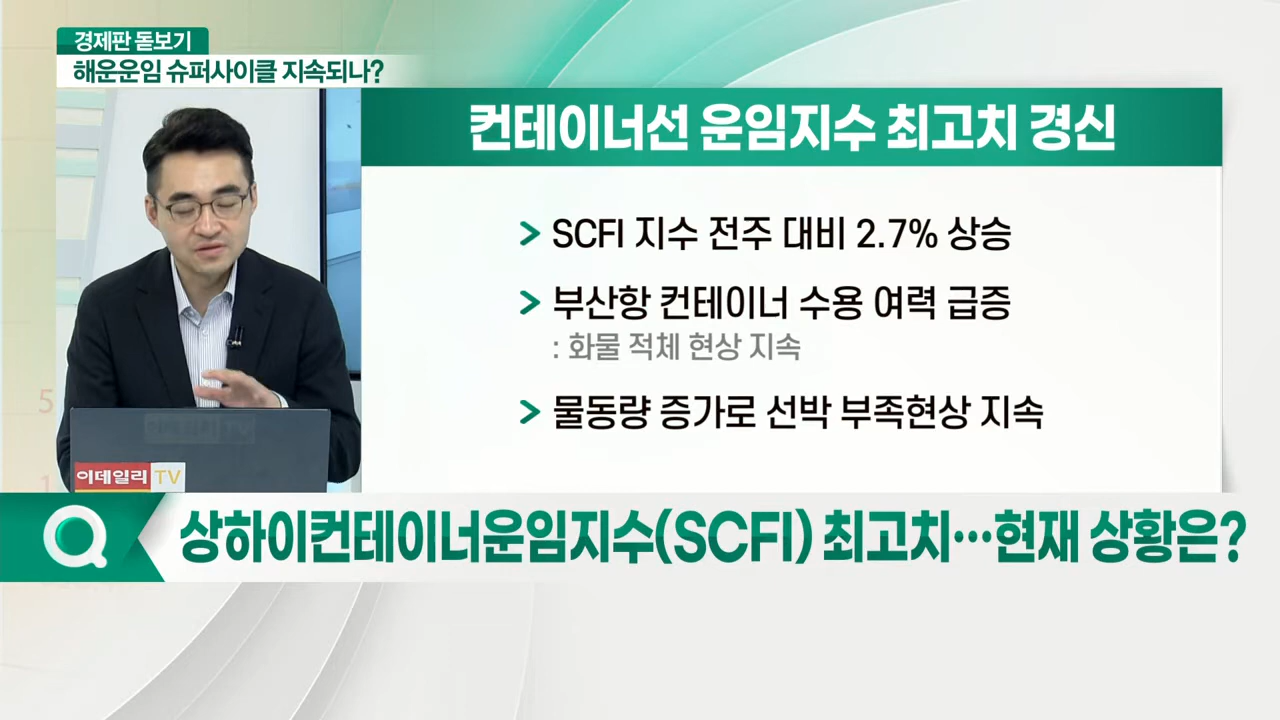 경제판 돋보기
해운운임 슈퍼사이클 지속되나?
컨테이너선 운임지수 최고치 경신
> SCFI 지수 전주 대비 2.7% 상승
> 부산항 컨테이너 수용 여력 급증
: 화물 적체 현상 지속
> 물동량 증가로 선박 부족현상 지속
5
1
이데일리 TV
상하이컨테이너운임지수(SCFI) 최고치…현재 상황은?